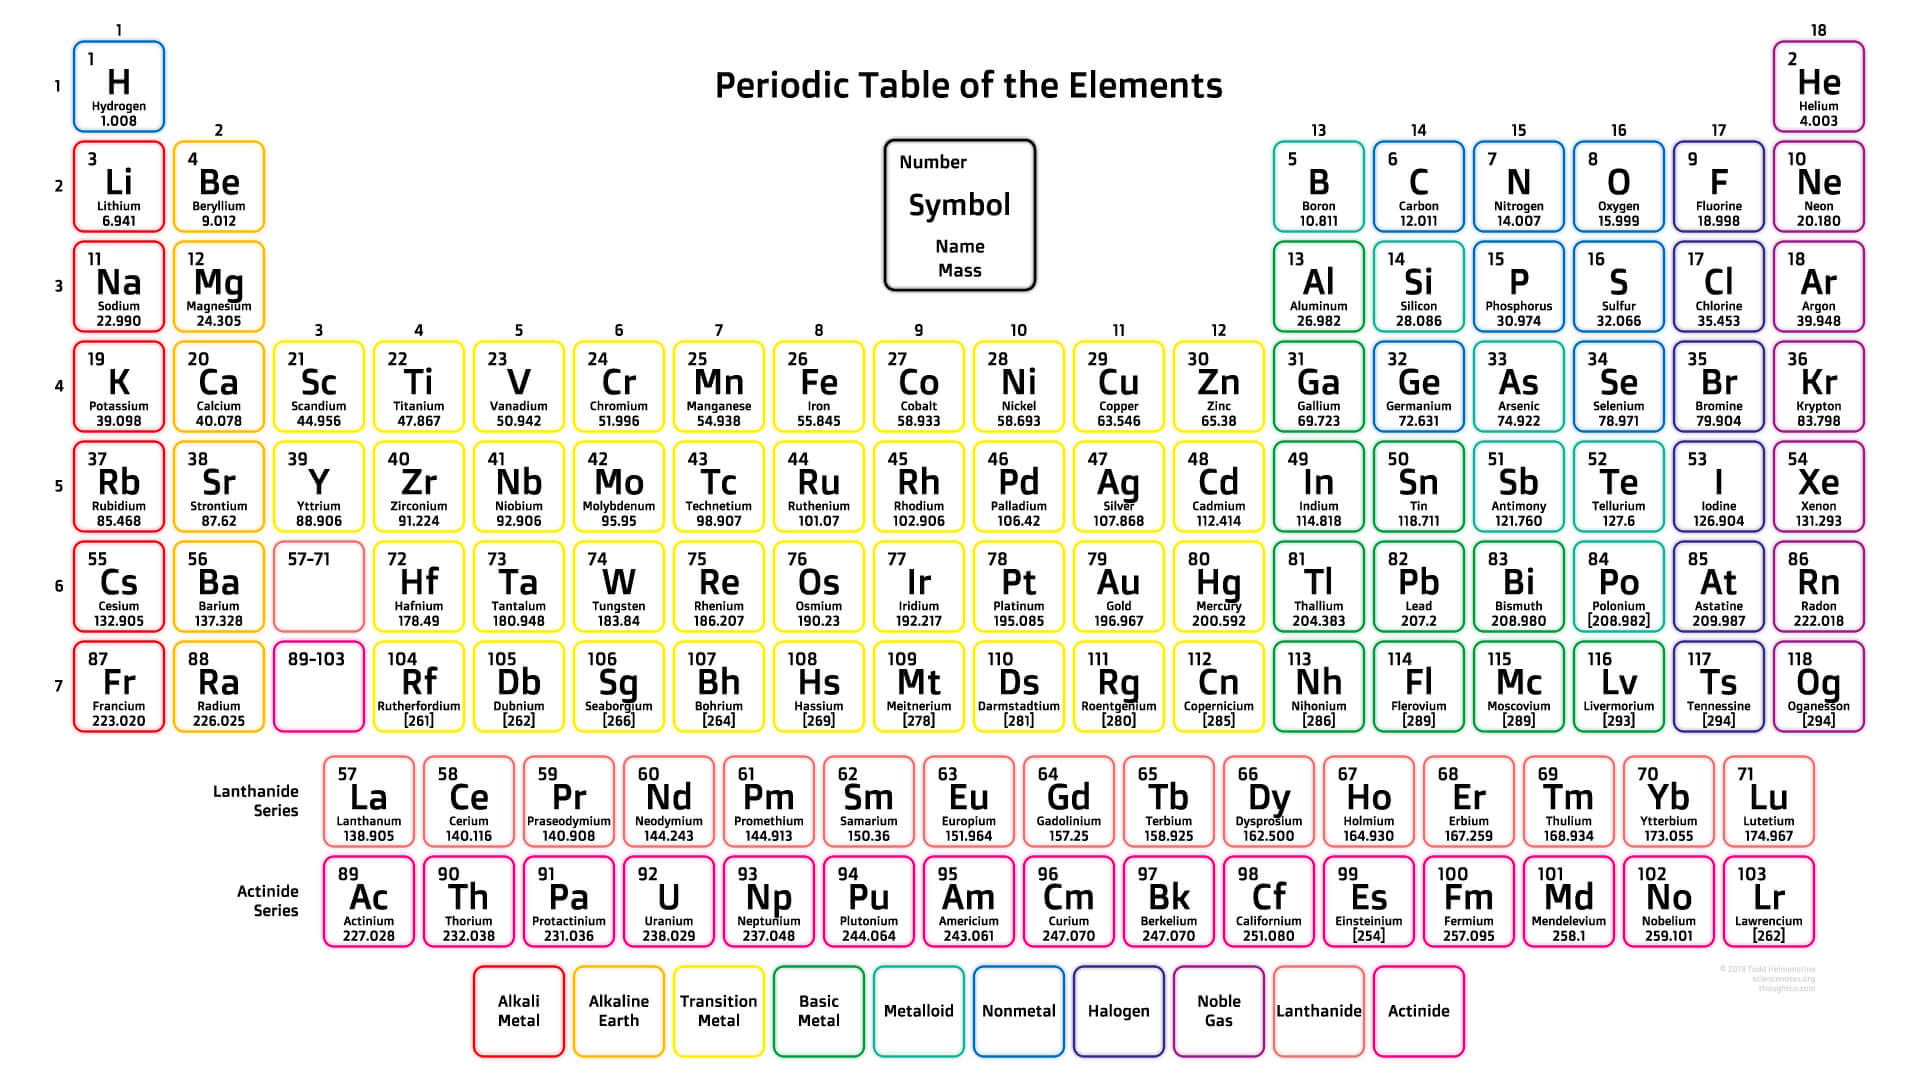 1
18
1
H
Hydrogen
1.008
2
He
Helium
4.003
1
Periodic Table of the Elements
2
13
14
15
16
17
Number
Symbol
Name
Mass
2
3
Li
Lithium
6.941
4
Be
Beryllium
9.012
5
B
Boron
10.811
6
C
Carbon
12.011
7
N
Nitrogen
14.007
8
O
Oxygen
15.999
9
F
Fluorine
18.998
10
Ne
Neon
20.180
3
11
Na
Sodium
22.990
12
Mg
Magnesium
24.305
13
Al
Aluminum
26.982
14
Si
Silicon
28.086
15
P
Phosphorus
30.974
16
S
Sulfur
32.066
17
Cl
Chlorine
35.453
18
Ar
Argon
39.948
3
4
5
6
7
8
9
10
11
12
4
19
K
Potassium
39.098
20
Ca
Calcium
40.078
21
Sc
Scandium
44.956
22
Ti
Titanium
47.867
23
V
Vanadium
50.942
24
Cr
Chromium
51.996
25
Mn
Manganese
54.938
26
Fe
Iron
55.845
27
Co
Cobalt
58.933
28
Ni
Nickel
58.693
29
Cu
Copper
63.546
30
Zn
Zinc
65.38
31
Ga
Gallium
69.723
32
Ge
Germanium
72.631
33
As
Arsenic
74.922
34
Se
Selenium
78.971
35
Br
Bromine
79.904
36
Kr
Krypton
83.798
5
37
Rb
Rubidium
85.468
38
Sr
Strontium
87.62
39
Y
Yttrium
88.906
40
Zr
Zirconium
91.224
41
Nb
Niobium
92.906
42
Mo
Molybdenum
95.95
43
Tc
Technetium
98.907
44
Ru
Ruthenium
101.07
45
Rh
Rhodium
102.906
46
Pd
Palladium
106.42
47
Ag
Silver
107.868
48
Cd
Cadmium
112.414
49
In
Indium
114.818
50
Sn
Tin
118.711
51
Sb
Antimony
121.760
52
Te
Tellurium
127.6
53
I
Iodine
126.904
54
Xe
Xenon
131.293
6
55
Cs
Cesium
132.905
56
Ba
Barium
137.328
57-71
72
Hf
Hafnium
178.49
73
Ta
Tantalum
180.948
74
W
Tungsten
183.84
75
Re
Rhenium
186.207
76
Os
Osmium
190.23
77
Ir
Iridium
192.217
78
Pt
Platinum
195.085
79
Au
Gold
196.967
80
Hg
Mercury
200.592
81
Tl
Thallium
204.383
82
Pb
Lead
207.2
83
Bi
Bismuth
208.980
84
Po
Polonium
[208.982]
85
At
Astatine
209.987
86
Rn
Radon
222.018
7
87
Fr
Francium
223.020
88
Ra
Radium
226.025
89-103
104
Rf
Rutherfordium
[261]
105
Db
Dubnium
[262]
106
Sg
Seaborgium
[266]
107
Bh
Bohrium
[264]
108
Hs
Hassium
[269]
109
Mt
Meitnerium
[278]
110
Ds
Darmstadtium
[281]
111
Rg
Roentgenium
[280]
112
Cn
Copernicium
[285]
113
Nh
Nihonium
[286]
114
Fl
Flerovium
[289]
115
Mc
Moscovium
[289]
116
Lv
Livermorium
[293]
117
Ts
Tennessine
[294]
118
Og
Oganesson
[294]
Lanthanide
Series
57
La
Lanthanum
138.905
58
Ce
Cerium
140.116
59
Pr
Praseodymium
140.908
60
Nd
Neodymium
144.243
61
Pm
Promethium
144.913
62
Sm
Samarium
150.36
63
Eu
Europium
151.964
64
Gd
Gadolinium
157.25
65
Tb
Terbium
158.925
66
Dy
Dysprosium
162.500
67
Ho
Holmium
164.930
68
Er
Erbium
167.259
69
Tm
Thulium
168.934
70
Yb
Ytterbium
173.055
71
Lu
Lutetium
174.967
Actinide
Series
89
Ac
Actinium
227.028
90
Th
Thorium
232.038
91
Pa
Protactinium
231.036
92
U
Uranium
238.029
93
Np
Neptunium
237.048
94
Pu
Plutonium
244.064
95
Am
Americium
243.061
96
Cm
Curium
247.070
97
Bk
Berkelium
247.070
98
Cf
Californium
251.080
99
Es
Einsteinium
[254]
100
Fm
Fermium
257.095
101
Md
Mendelevium
258.1
102
No
Nobelium
259.101
103
Lr
Lawrencium
[262]
Alkali
Metal
Alkaline
Earth
Transition
Metal
Basic
Metal
Metalloid
Nonmetal
Halogen
Noble
Gas
Lanthanide
Actinide
© 2019 Todd Helmenstine
sciencenotes.org
thoughtco.com